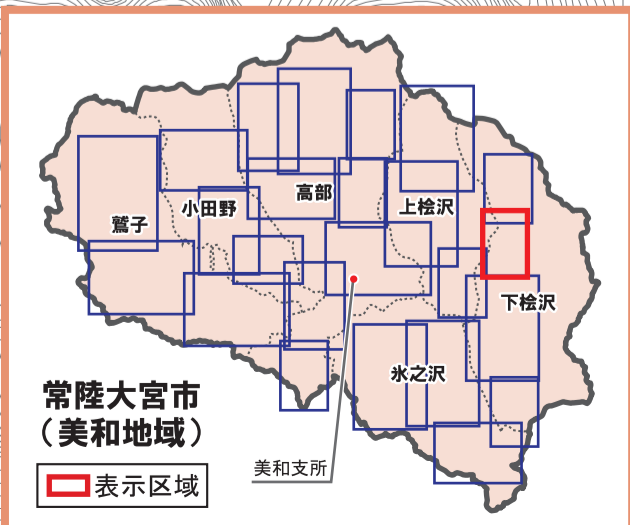 高部
小田野
上桧沢
鷲子
下桧沢
氷之沢
常陸大宮市
（美和地域）
美和支所
表示区域